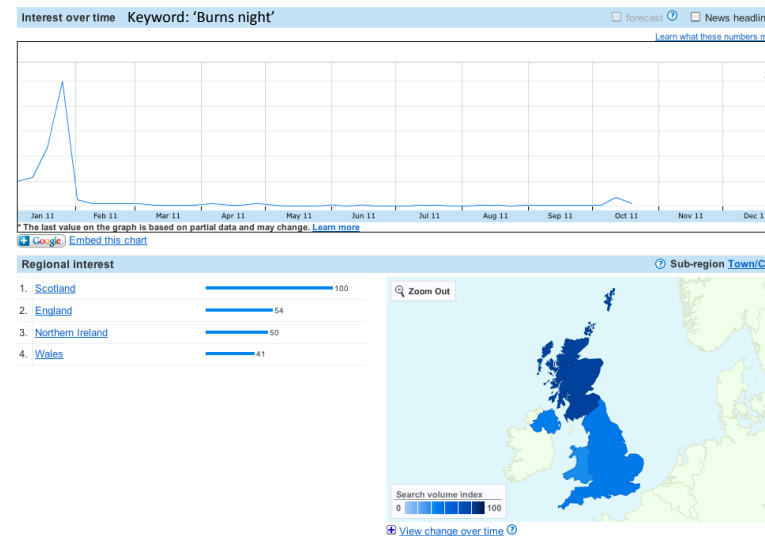 Interest over time Keyword: ‘Burns night’ forecast ? News headlin
Learn what these numbers m
Jan 11 Feb 11 Mar 11 Apr 11 May 11 Jun 11 Jul 11 Aug 11 Sep 11 Oct 11 Nov 11 Dec 1
* The last value on the graph is based on partial data and may change. Learn more
+ Google Embed this chart
Regional interest
? Sub-region Town/C
1. Scotland 100
2. England 54
3. Northern Ireland 50
4. Wales 41
Zoom Out
Search volume index
0 100
+ View change over time ?